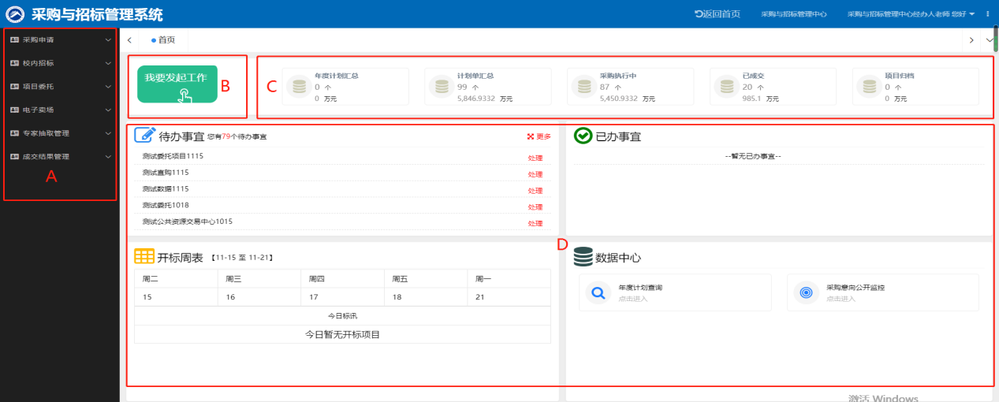 采购与招标管理系统
返回首页
采购与招标管理中心
采购与招标管理中心经办人老师 您好
采购申请
校内招标
项目委托
电子卖场
专家抽取管理
成交结果管理
A
首页
我要发起工作
B
C
年度计划汇总
0 个
0 万元
计划单汇总
99 个
5,846.9332 万元
采购执行中
87 个
5,450.9332 万元
已成交
20 个
985.1 万元
项目归档
0 个
0 万元
待办事宜 您有79个待办事宜
更多
测试委托项目1115 处理
测试直购1115 处理
测试数据1115 处理
测试委托1018 处理
测试公共资源交易中心1015 处理
已办事宜
--暂无已办事宜--
D
开标周表 【11-15 至 11-21】
周二 周三 周四 周五 周一
15 16 17 18 21
今日标讯
今日暂无开标项目
数据中心
年度计划查询
点击进入
采购意向公开监控
点击进入
激活 Windows